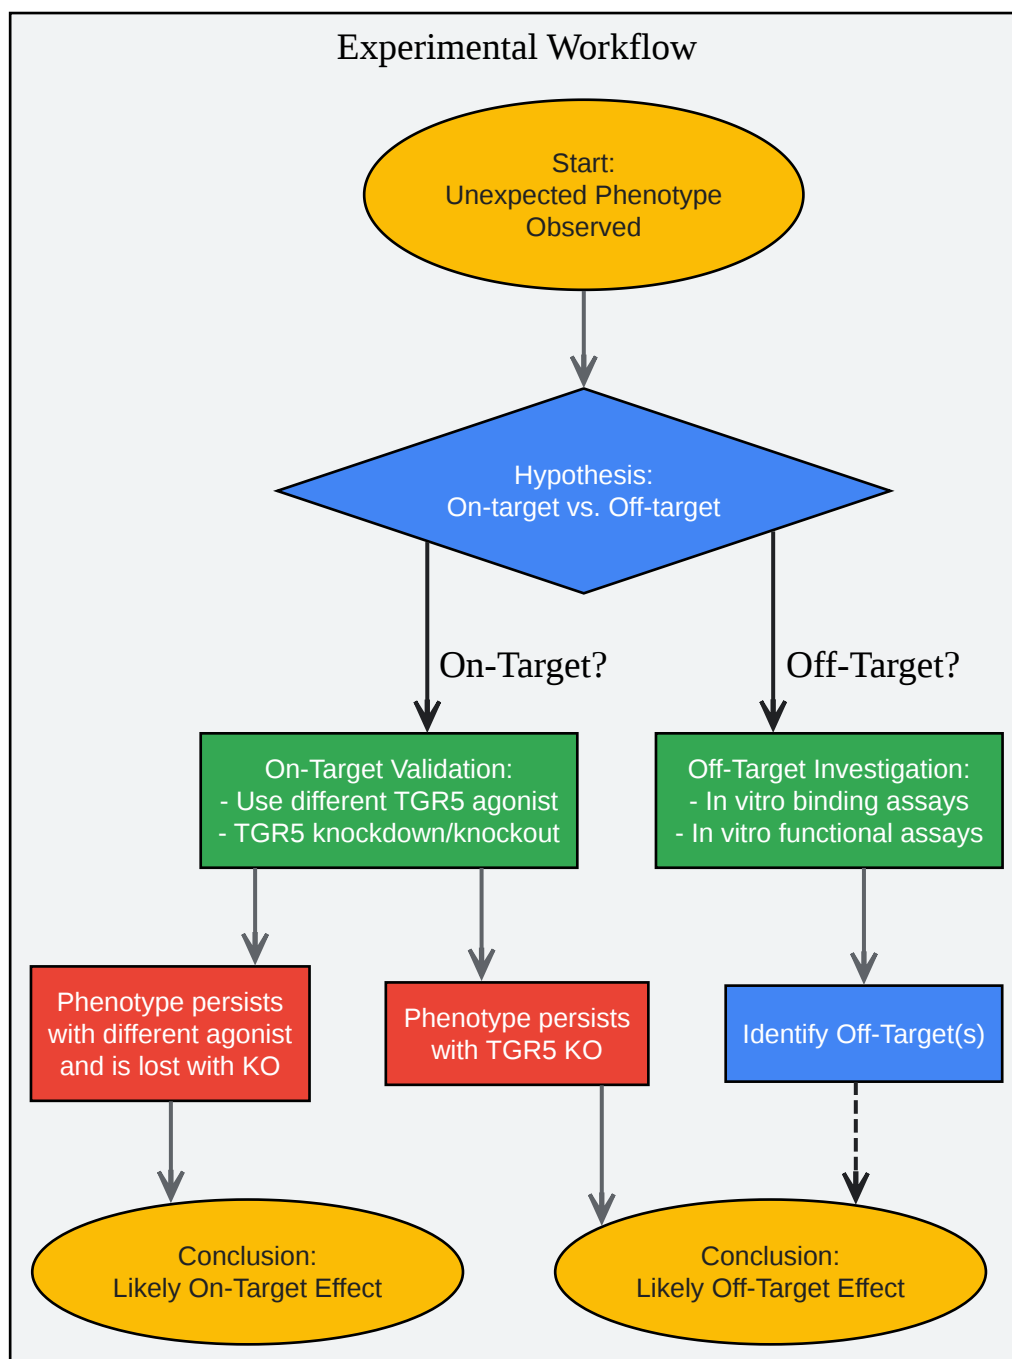 Experimental Workflow
Start:
Unexpected Phenotype
Observed
Hypothesis:
On-target vs. Off-target
On-Target?
Off-Target?
On-Target Validation:
- Use different TGR5 agonist
- TGR5 knockdown/knockout
Off-Target Investigation:
- In vitro binding assays
- In vitro functional assays
Phenotype persists
with different agonist
and is lost with KO
Phenotype persists
with TGR5 KO
Identify Off-Target(s)
Conclusion:
Likely On-Target Effect
Conclusion:
Likely Off-Target Effect